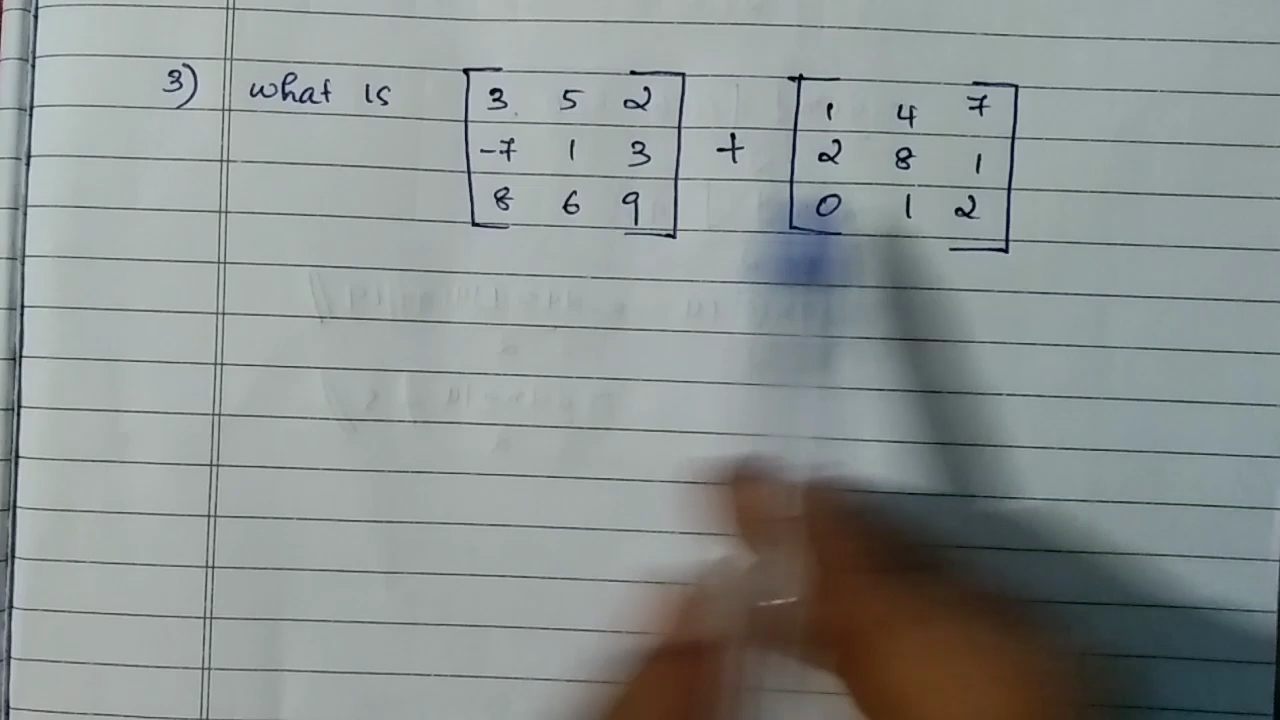 3) what is [3 5 2] + [1 4 7]
[-7 1 3] [2 8 1]
[8 6 9] [0 1 2]